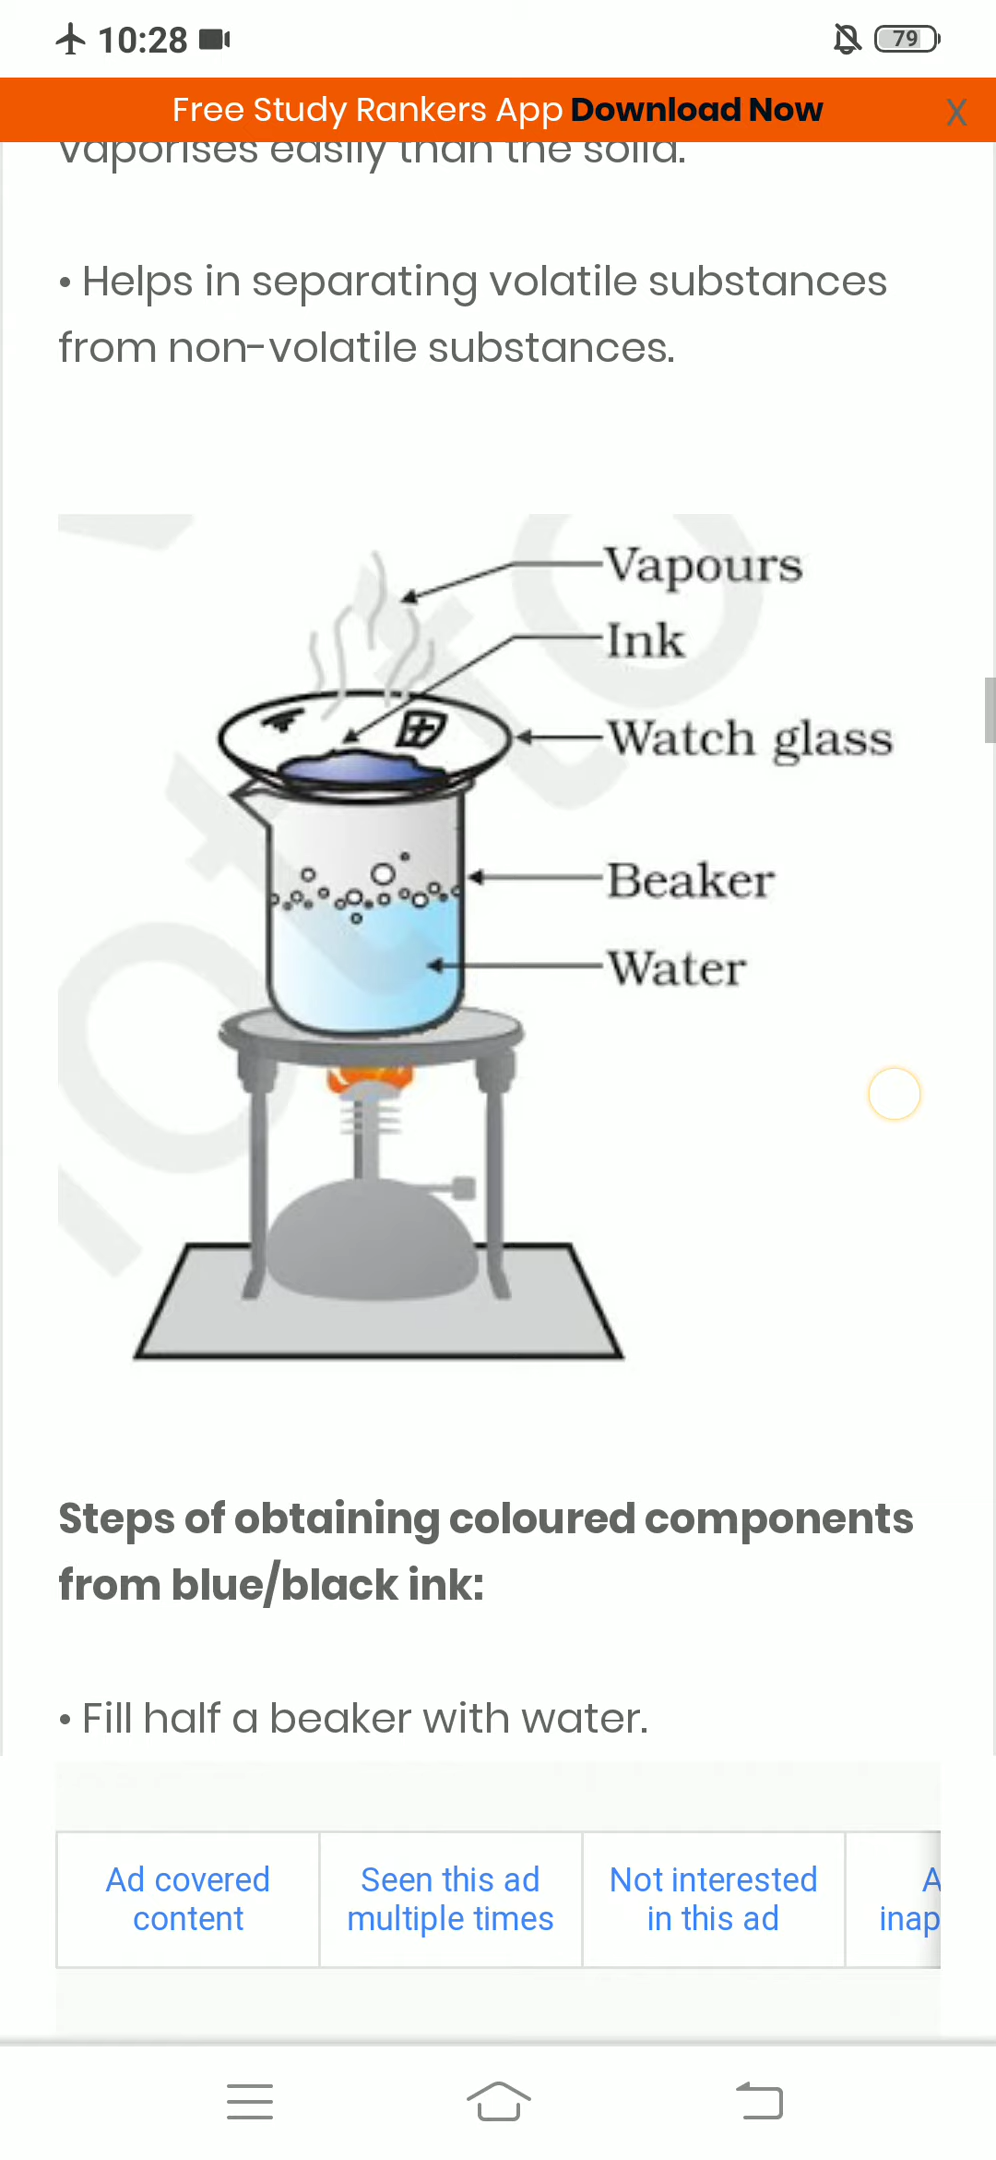 10:28
79
Free Study Rankers App Download Now X
vaporises easily than the solid.
• Helps in separating volatile substances
from non-volatile substances.
Vapours
Ink
Watch glass
Beaker
Water
Steps of obtaining coloured components
from blue/black ink:
• Fill half a beaker with water.
Ad covered
content
Seen this ad
multiple times
Not interested
in this ad
A
inap